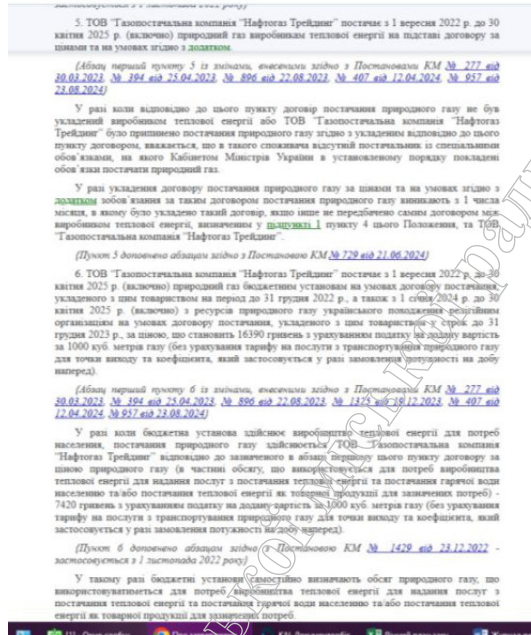 5. ТОВ "Газопостачальна компанія "Нафтогаз Трейдинг" постачає з 1 вересня 2022 р. до 30
квітня 2025 р. (включно) природний газ виробникам теплової енергії на підставі договору за
цінами та на умовах згідно з додатком.
(Абзац перший пункту 5 із змінами, внесеними згідно з Постановами КМ № 277 від
30.03.2023, № 394 від 25.04.2023, № 896 від 22.08.2023, № 407 від 12.04.2024, № 957 від
23.08.2024)
У разі коли відповідно до цього пункту договір постачання природного газу не був
укладений виробником теплової енергії або ТОВ "Газопостачальна компанія "Нафтогаз
Трейдинг" було припинено постачання природного газу згідно з укладеним відповідно до цього
пункту договором, вважається, що в такого споживача відсутній постачальник із спеціальними
обов'язками, на якого Кабінетом Міністрів України в установленому порядку покладені
обов'язки постачати природний газ.
У разі укладення договору постачання природного газу за цінами та на умовах згідно з
додатком зобов'язання за таким договором постачання природного газу виникають з 1 числа
місяця, в якому було укладено такий договір, якщо інше не передбачено самим договором між
виробником теплової енергії, визначеним у підпункті 1 пункту 4 цього Положення, та ТОВ
"Газопостачальна компанія "Нафтогаз Трейдинг".
(Пункт 5 доповнено абзацом згідно з Постановою КМ № 729 від 21.06.2024)
6. ТОВ "Газопостачальна компанія "Нафтогаз Трейдинг" постачає з 1 вересня 2022 р. до 30
квітня 2025 р. (включно) природний газ бюджетним установам на умовах договору постачання,
укладеного з цим товариством на період до 31 грудня 2022 р., а також з 1 січня 2024 р. до 30
квітня 2025 р. (включно) з ресурсів природного газу українського походження релігійним
організаціям на умовах договору постачання, укладеного з цим товариством у строк до 31
грудня 2023 р., за ціною, що становить 16390 гривень з урахуванням податку на додану вартість
за 1000 куб. метрів газу (без урахування тарифу на послуги з транспортування природного газу
для точки виходу та коефіцієнта, який застосовується у разі замовлення потужності на добу
наперед).
(Абзац перший пункту 6 із змінами, внесеними згідно з Постановами КМ № 277 від
30.03.2023, № 394 від 25.04.2023, № 896 від 22.08.2023, № 1375 від 19.12.2023, № 407 від
12.04.2024, № 957 від 23.08.2024)
У разі коли бюджетна установа здійснює виробництво теплової енергії для потреб
населення, постачання природного газу здійснюється ТОВ "Газопостачальна компанія
"Нафтогаз Трейдинг" відповідно до зазначеного в абзаці першому цього пункту договору за
ціною природного газу (в частині обсягу, що використовується для потреб виробництва
теплової енергії для надання послуг з постачання теплової енергії та постачання гарячої води
населенню та/або постачання теплової енергії як товарної продукції для зазначених потреб) -
7420 гривень з урахуванням податку на додану вартість за 1000 куб. метрів газу (без урахування
тарифу на послуги з транспортування природного газу для точки виходу та коефіцієнта, який
застосовується у разі замовлення потужності на добу наперед).
(Пункт 6 доповнено абзацом згідно з Постановою КМ № 1429 від 23.12.2022 -
застосовується з 1 листопада 2022 року)
У такому разі бюджетні установи самостійно визначають обсяг природного газу, що
використовуватиметься для потреб виробництва теплової енергії для надання послуг з
постачання теплової енергії та постачання гарячої води населенню та/або постачання теплової
енергії як товарної продукції для зазначених потреб.